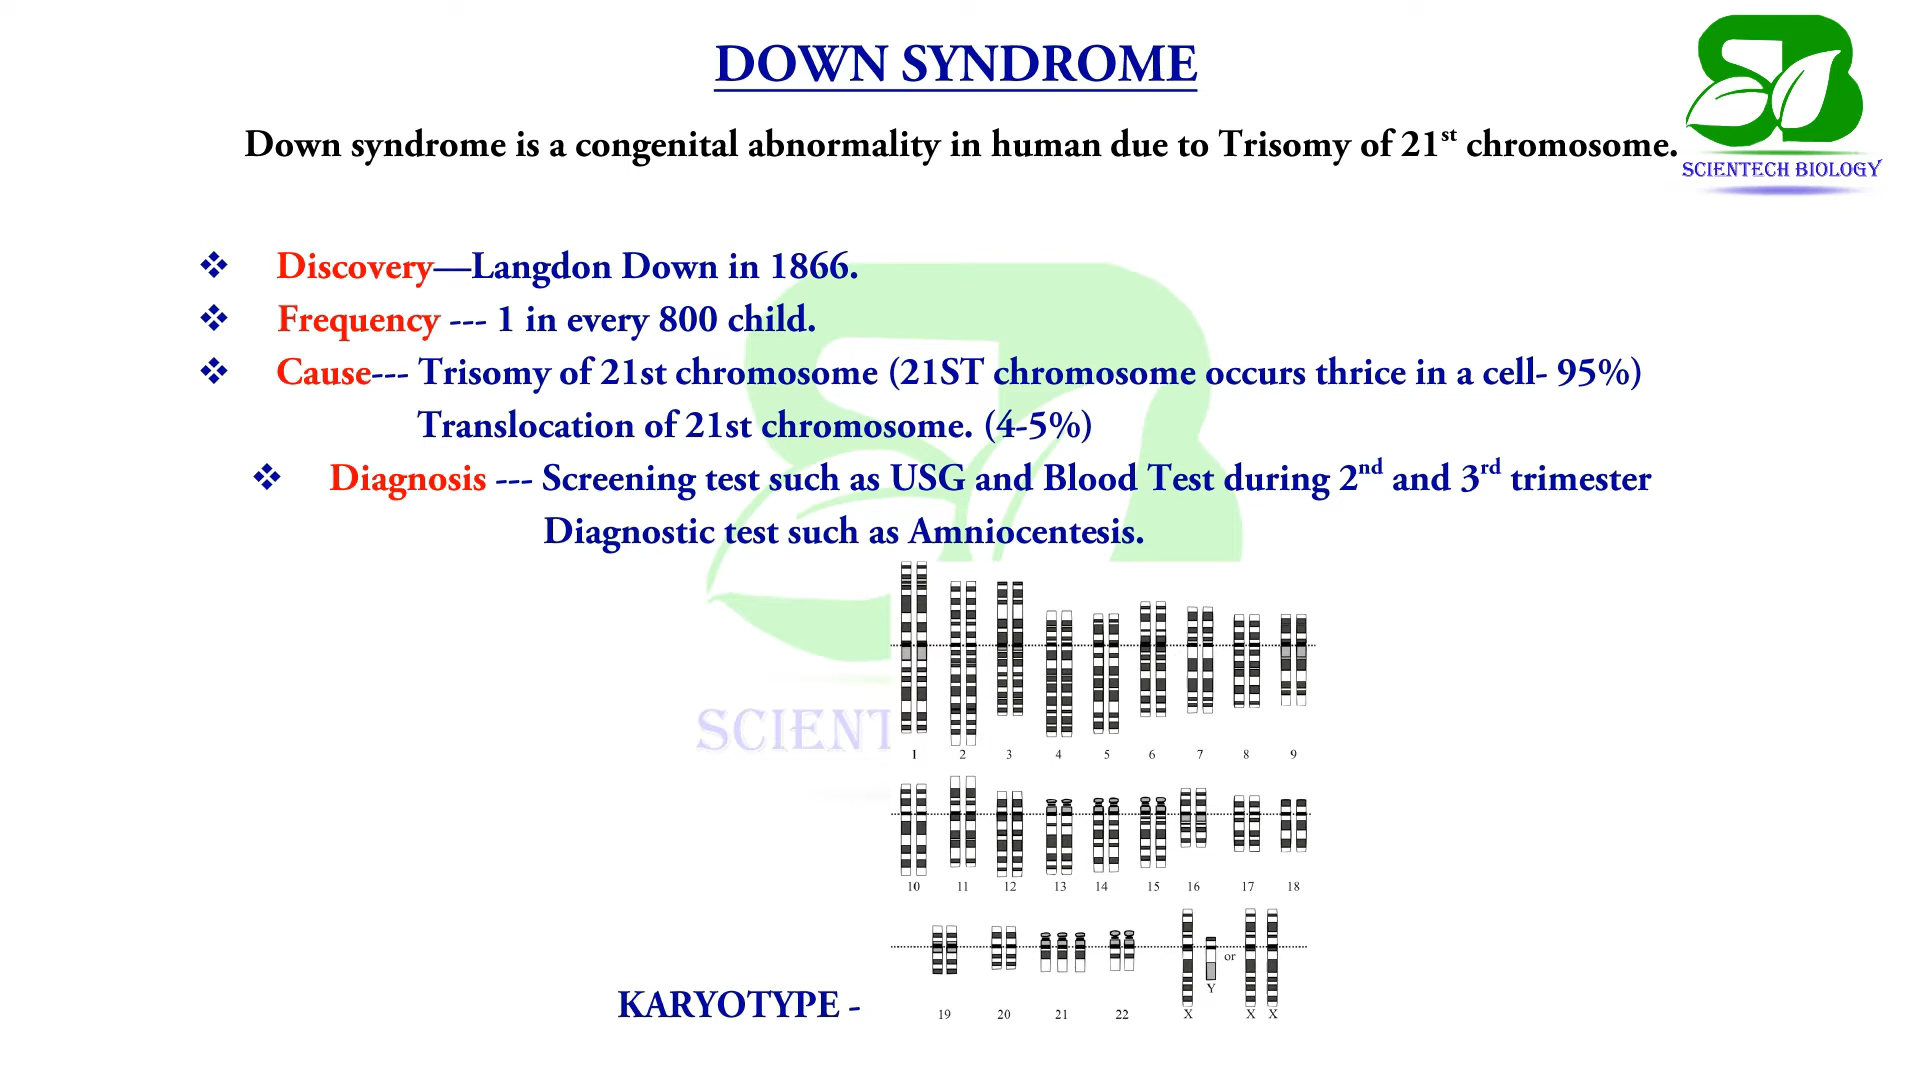 DOWN SYNDROME
Down syndrome is a congenital abnormality in human due to Trisomy of 21st chromosome.
SCIENTECH BIOLOGY
❖ Discovery—Langdon Down in 1866.
❖ Frequency --- 1 in every 800 child.
❖ Cause--- Trisomy of 21st chromosome (21ST chromosome occurs thrice in a cell- 95%)
Translocation of 21st chromosome. (4-5%)
❖ Diagnosis --- Screening test such as USG and Blood Test during 2nd and 3rd trimester
Diagnostic test such as Amniocentesis.
SCIENT
1 2 3 4 5 6 7 8 9
10 11 12 13 14 15 16 17 18
or
Y
KARYOTYPE -
19 20 21 22 X X X